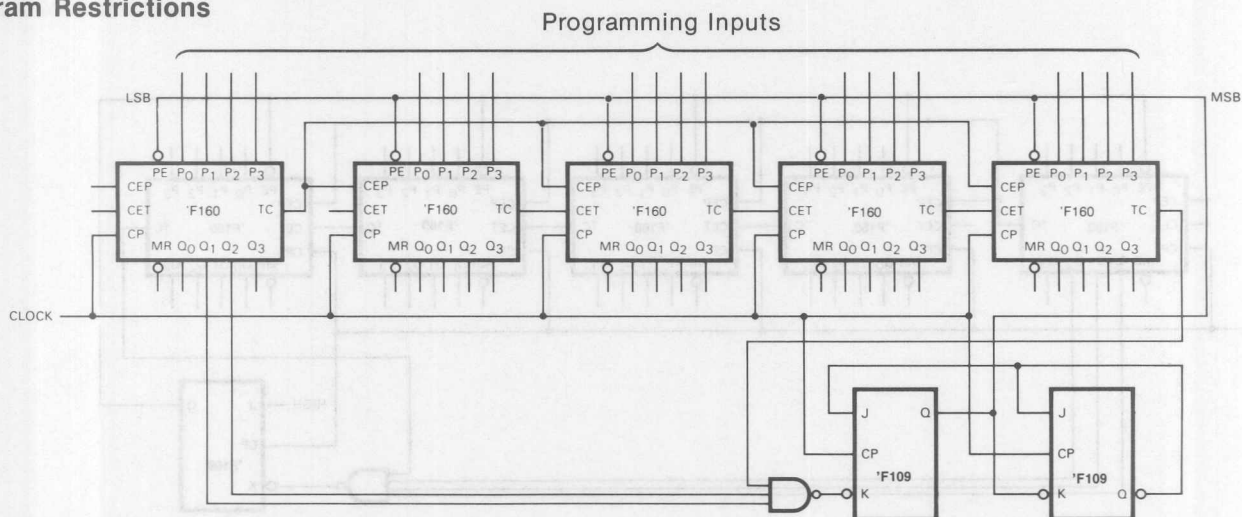 ram Restrictions
Programming Inputs
LSB
MSB
PE P0 P1 P2 P3
CEP
CET 'F160 TC
CP
MR Q0 Q1 Q2 Q3
PE P0 P1 P2 P3
CEP
CET 'F160 TC
CP
MR Q0 Q1 Q2 Q3
PE P0 P1 P2 P3
CEP
CET 'F160 TC
CP
MR Q0 Q1 Q2 Q3
PE P0 P1 P2 P3
CEP
CET 'F160 TC
CP
MR Q0 Q1 Q2 Q3
PE P0 P1 P2 P3
CEP
CET 'F160 TC
CP
MR Q0 Q1 Q2 Q3
CLOCK
J Q
CP
'F109
K
J
CP
'F109
K Q